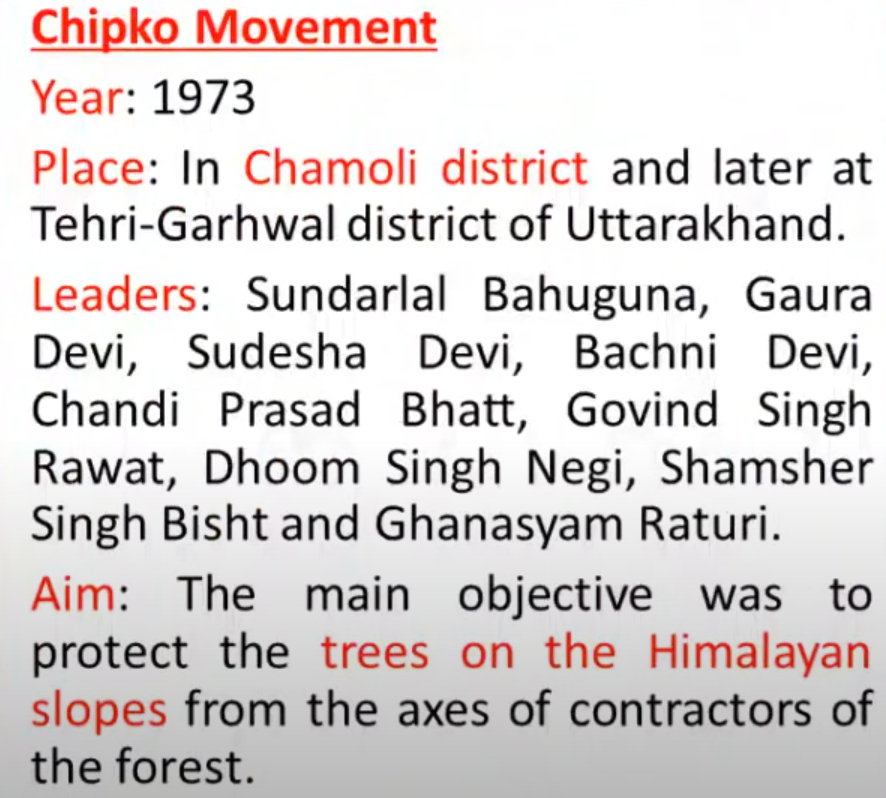 Chipko Movement
Year: 1973
Place: In Chamoli district and later at
Tehri-Garhwal district of Uttarakhand.
Leaders: Sundarlal Bahuguna, Gaura
Devi, Sudesha Devi, Bachni Devi,
Chandi Prasad Bhatt, Govind Singh
Rawat, Dhoom Singh Negi, Shamsher
Singh Bisht and Ghanasyam Raturi.
Aim: The main objective was to
protect the trees on the Himalayan
slopes from the axes of contractors of
the forest.